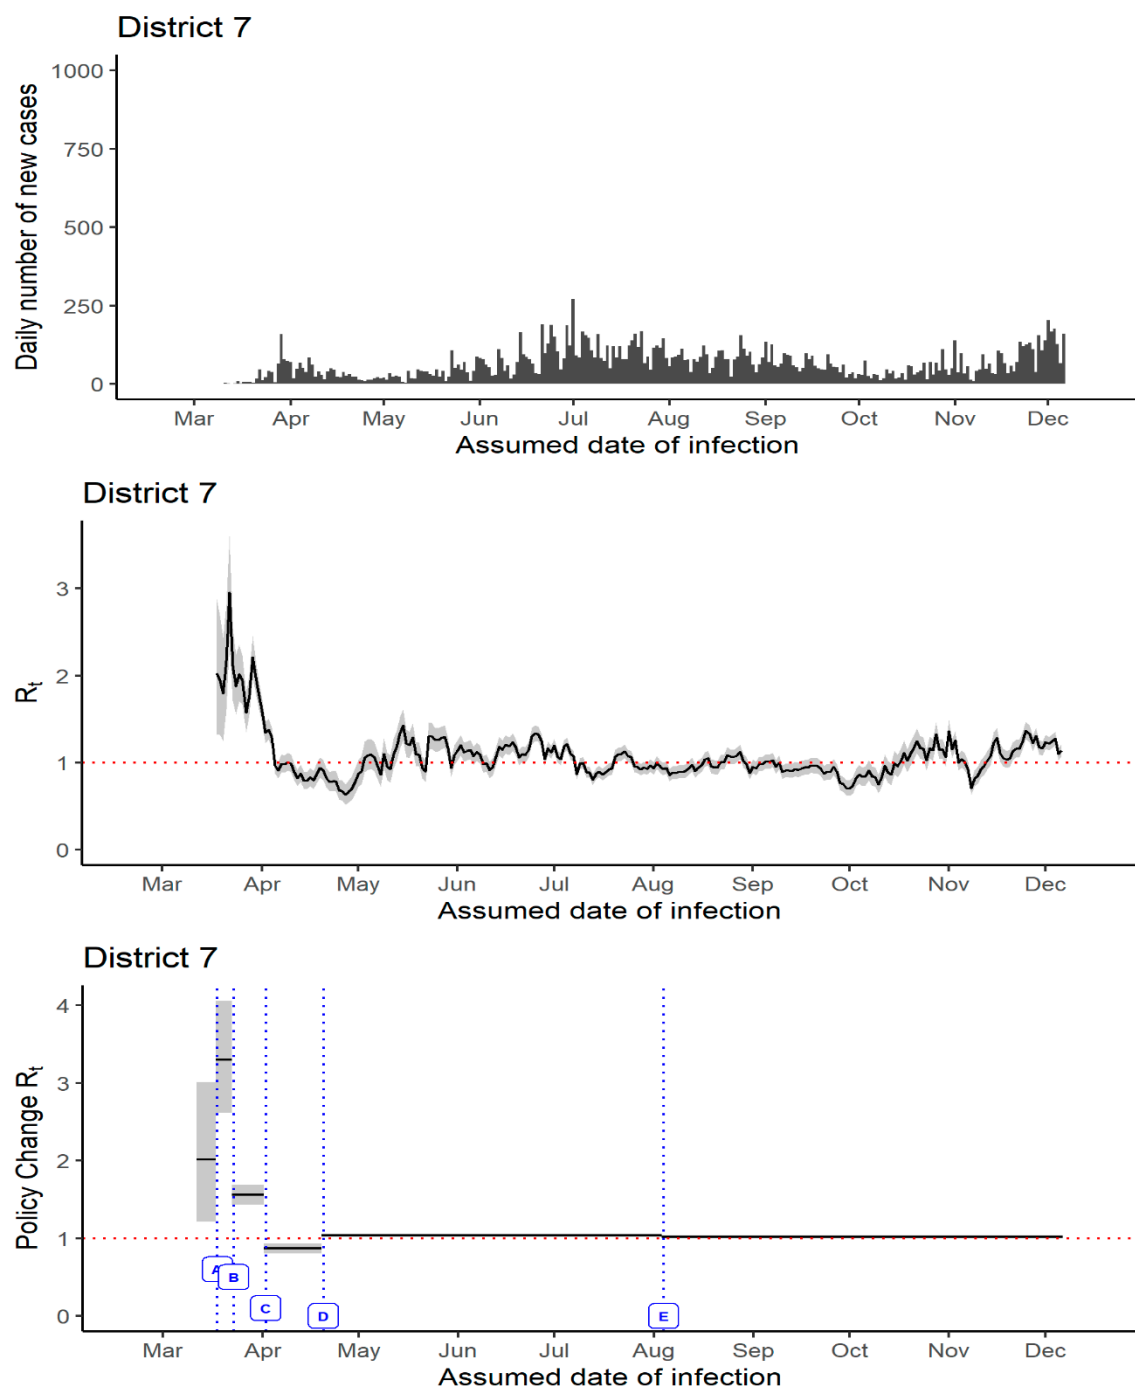 District 7
Daily number of new cases
1000
750
500
250
0
Mar Apr May Jun Jul Aug Sep Oct Nov Dec
Assumed date of infection
District 7
Rt
3
2
1
0
Mar Apr May Jun Jul Aug Sep Oct Nov Dec
Assumed date of infection
District 7
Policy Change Rt
4
3
2
1
0
A B C D E
Mar Apr May Jun Jul Aug Sep Oct Nov Dec
Assumed date of infection